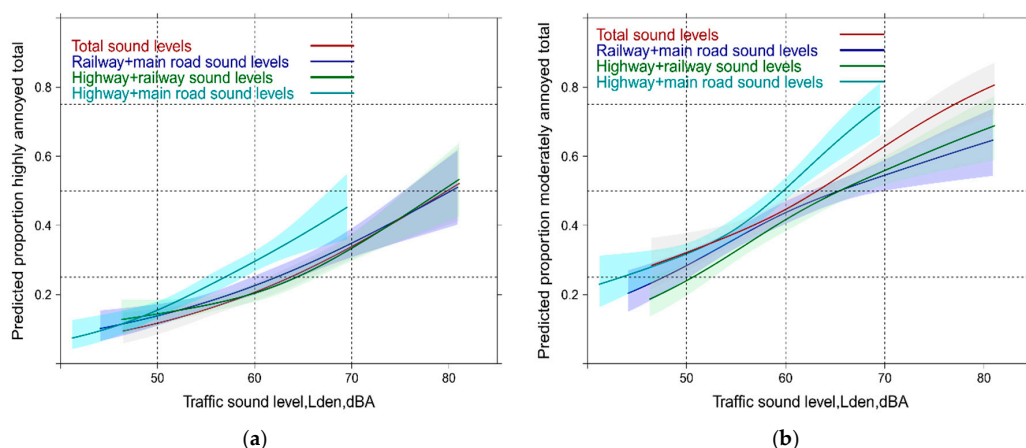 Predicted proportion highly annoyed total
Total sound levels
Railway+main road sound levels
Highway+railway sound levels
Highway+main road sound levels
0.8
0.6
0.4
0.2
50 60 70 80
Traffic sound level,Lden,dBA
(a)
Predicted proportion moderately annoyed total
Total sound levels
Railway+main road sound levels
Highway+railway sound levels
Highway+main road sound levels
0.8
0.6
0.4
0.2
50 60 70 80
Traffic sound level,Lden,dBA
(b)